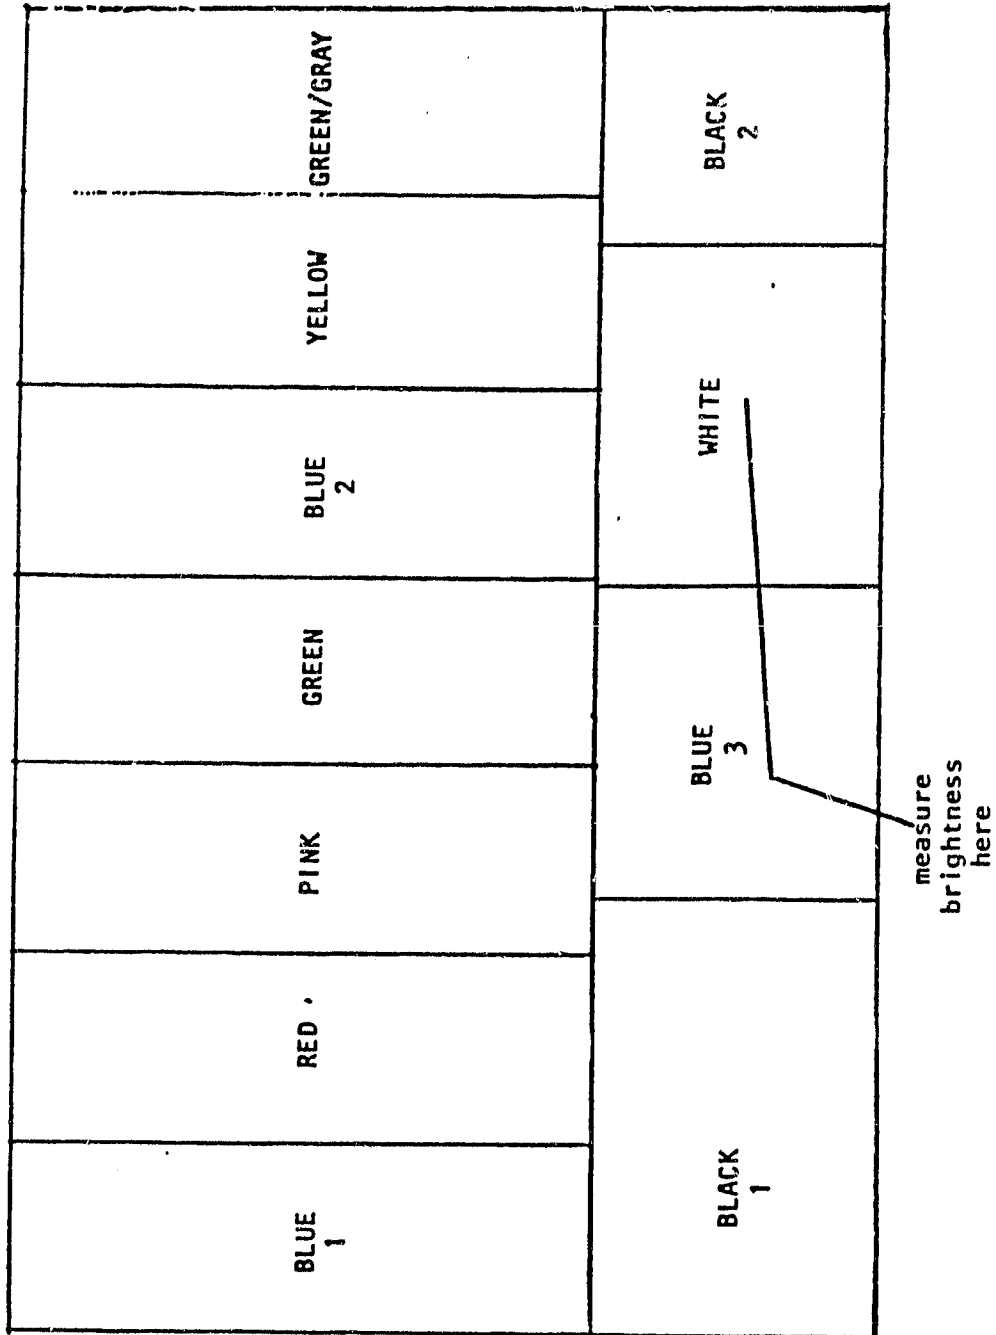 BLUE
1
RED
PINK
GREEN
BLUE
2
YELLOW
GREEN/GRAY
BLACK
1
BLUE
3
WHITE
BLACK
2
measure
brightness
here